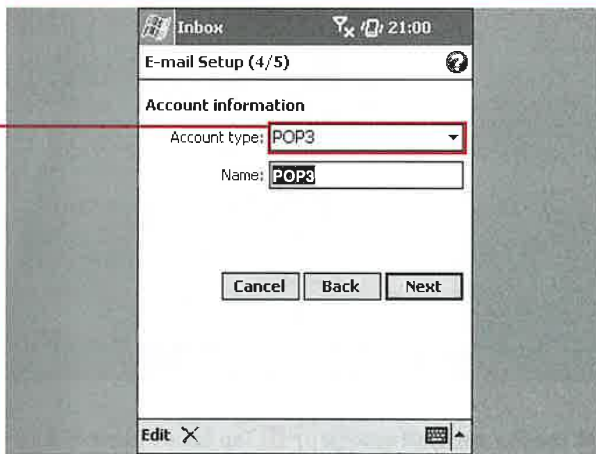 Inbox 21:00
E-mail Setup (4/5)
Account information
Account type: POP3
Name: POP3
Cancel Back Next
Edit